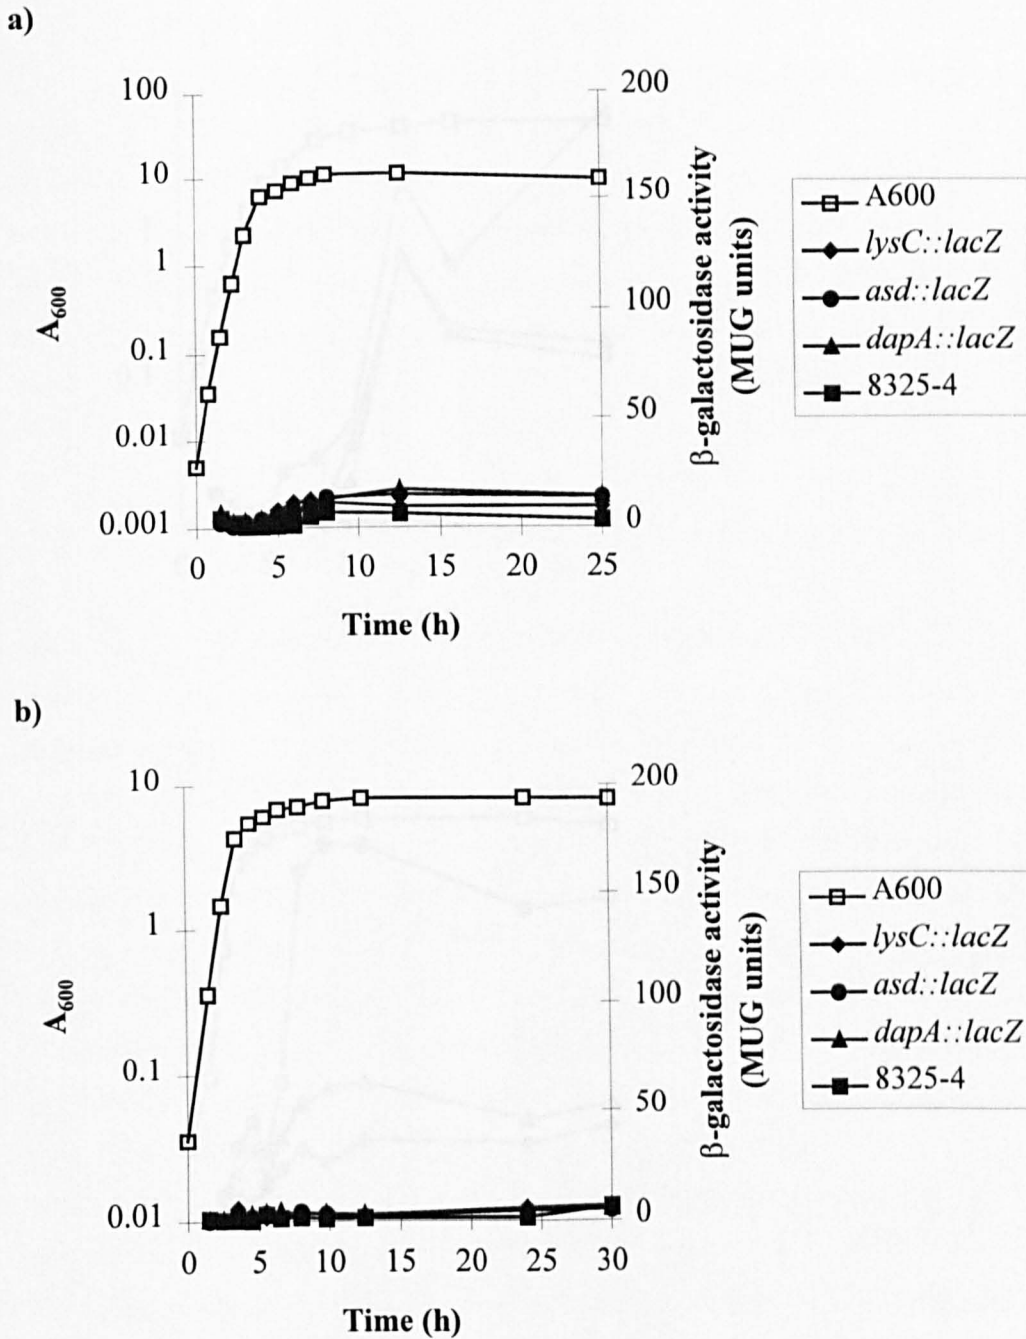 a)
100
10
1
0.1
0.01
0.001
A600
0
5
10
15
20
25
Time (h)
200
150
100
50
0
β-galactosidase activity
(MUG units)
A600
lysC::lacZ
asd::lacZ
dapA::lacZ
8325-4
b)
10
1
0.1
0.01
A600
0
5
10
15
20
25
30
Time (h)
200
150
100
50
0
β-galactosidase activity
(MUG units)
A600
lysC::lacZ
asd::lacZ
dapA::lacZ
8325-4